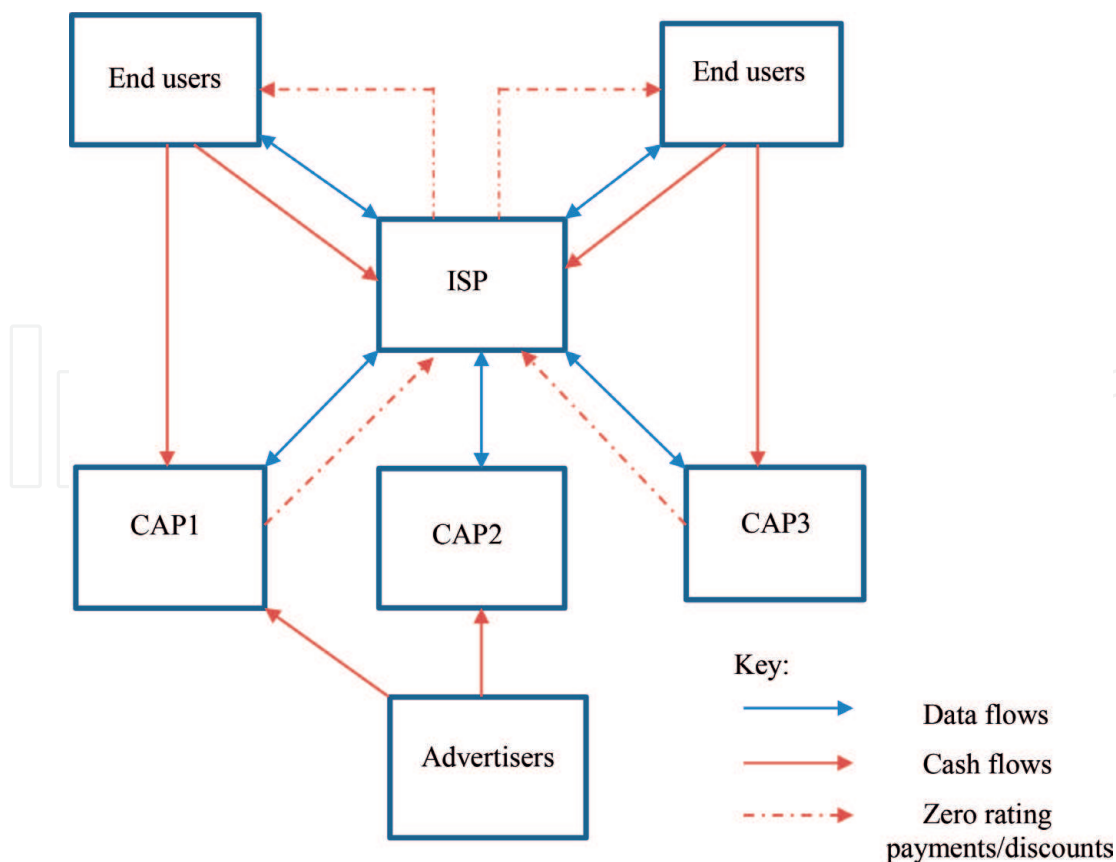 End users
End users
ISP
CAP1
CAP2
CAP3
Advertisers
Key:
Data flows
Cash flows
Zero rating
payments/discounts